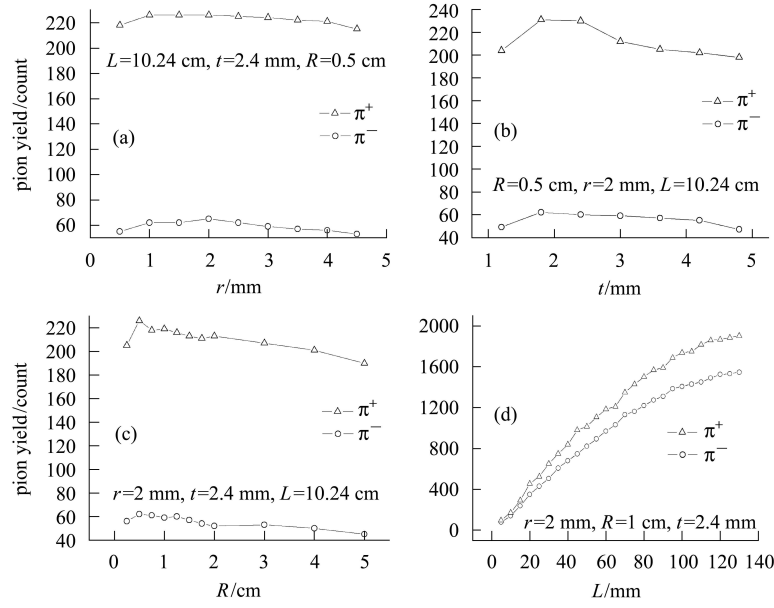 220
200
180
160
140
120
100
80
60
pion yield/count
L=10.24 cm, t=2.4 mm, R=0.5 cm
π⁺
π⁻
(a)
0 1 2 3 4 5
r/mm
240
220
200
180
160
140
120
100
80
60
40
π⁺
π⁻
(b)
R=0.5 cm, r=2 mm, L=10.24 cm
1 2 3 4 5
t/mm
220
200
180
160
140
120
100
80
60
40
pion yield/count
π⁺
π⁻
(c)
r=2 mm, t=2.4 mm, L=10.24 cm
0 1 2 3 4 5
R/cm
2000
1600
1200
800
400
0
(d)
π⁺
π⁻
r=2 mm, R=1 cm, t=2.4 mm
0 20 40 60 80 100 120 140
L/mm